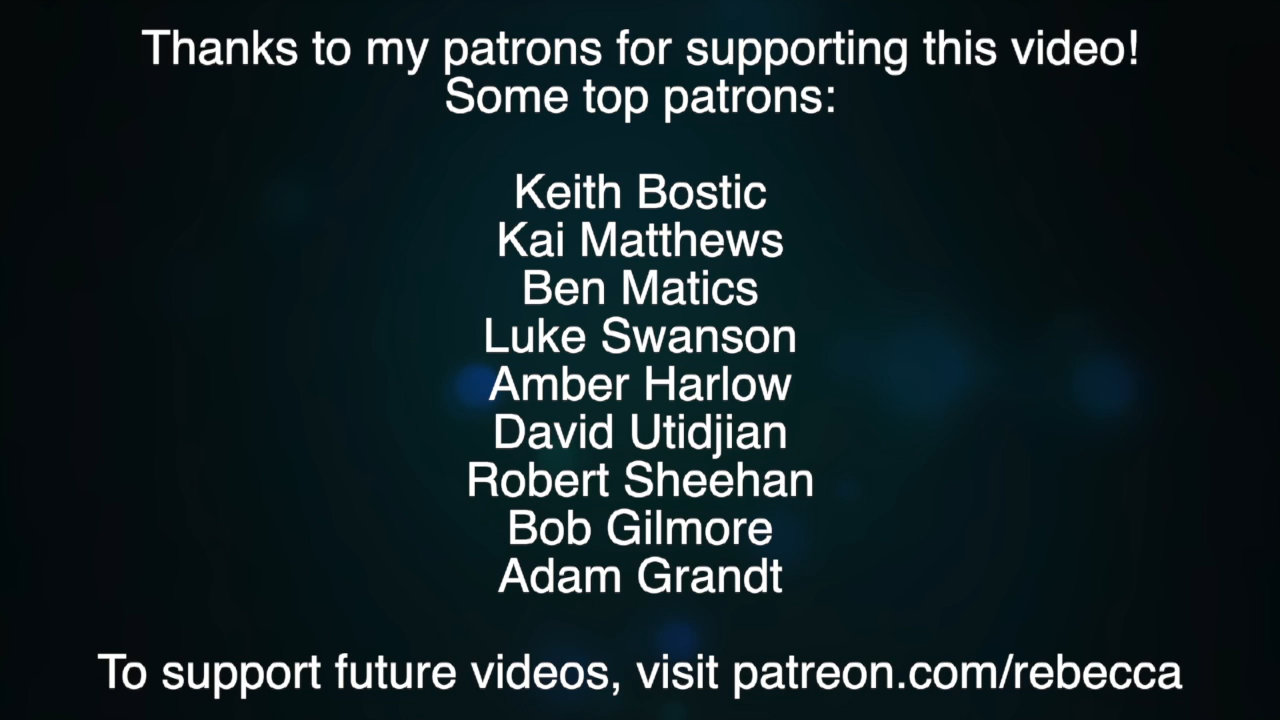 Thanks to my patrons for supporting this video!
Some top patrons:
Keith Bostic
Kai Matthews
Ben Matics
Luke Swanson
Amber Harlow
David Utidjian
Robert Sheehan
Bob Gilmore
Adam Grandt
To support future videos, visit patreon.com/rebecca